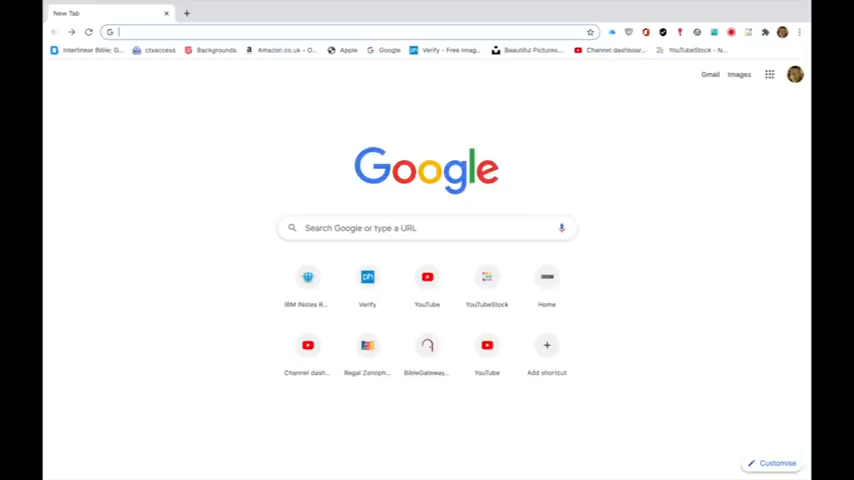 New Tab
Interlinear Bible: G... ctxaccess Backgrounds Amazon.co.uk - O... Apple Google Verify - Free Imag... Beautiful Pictures... Channel dashboar... YouTubeStock - N...
Gmail Images
Google
Search Google or type a URL
IBM iNotes R... Verify YouTube YouTubeStock Home
Channel dash... Regal Zonoph... BibleGateway... YouTube Add shortcut
Customise